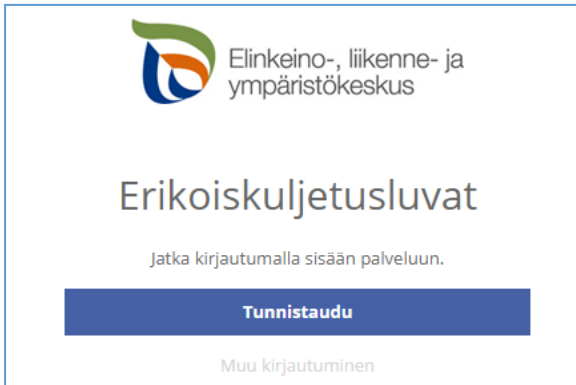 Elinkeino-, liikenne- ja
ympäristökeskus
Erikoiskuljetusluvat
Jatka kirjautumalla sisään palveluun.
Tunnistaudu
Muu kirjautuminen